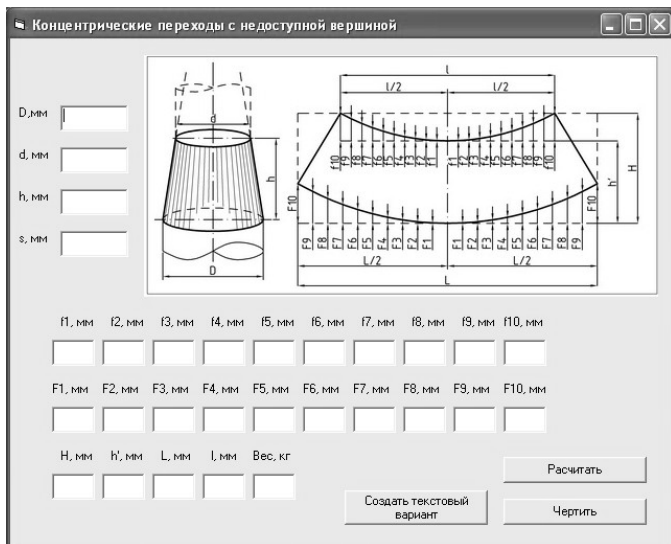 Концентрические переходы с недоступной вершиной
D,мм
d, мм
h, мм
s, мм
d
h
D
l
l/2 l/2
f10 f9 f8 f7 f6 f5 f4 f3 f2 f1 f1 f2 f3 f4 f5 f6 f7 f8 f9 f10
h'
H
F10 F9 F8 F7 F6 F5 F4 F3 F2 F1 F1 F2 F3 F4 F5 F6 F7 F8 F9 F10
L/2 L/2
L
f1, мм f2, мм f3, мм f4, мм f5, мм f6, мм f7, мм f8, мм f9, мм f10, мм
F1, мм F2, мм F3, мм F4, мм F5, мм F6, мм F7, мм F8, мм F9, мм F10, мм
H, мм h', мм L, мм l, мм Вес, кг
Расчитать
Создать текстовый
вариант
Чертить